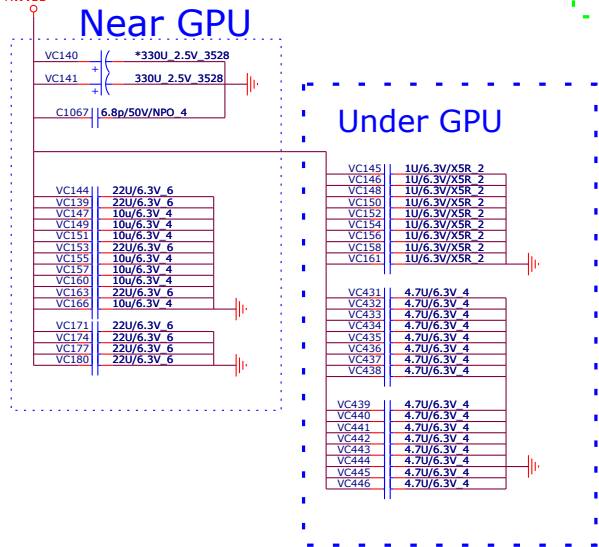 Near GPU
VC140 *330U_2.5V_3528
+
VC141 330U_2.5V_3528
+
C1067 6.8p/50V/NPO_4
VC144 22U/6.3V_6
VC139 22U/6.3V_6
VC147 10u/6.3V_4
VC149 10u/6.3V_4
VC151 10u/6.3V_4
VC153 22U/6.3V_6
VC155 10u/6.3V_4
VC157 10u/6.3V_4
VC160 10u/6.3V_4
VC163 22U/6.3V_6
VC166 10u/6.3V_4
VC171 22U/6.3V_6
VC174 22U/6.3V_6
VC177 22U/6.3V_6
VC180 22U/6.3V_6
Under GPU
VC145 1U/6.3V/X5R_2
VC146 1U/6.3V/X5R_2
VC148 1U/6.3V/X5R_2
VC150 1U/6.3V/X5R_2
VC152 1U/6.3V/X5R_2
VC154 1U/6.3V/X5R_2
VC156 1U/6.3V/X5R_2
VC158 1U/6.3V/X5R_2
VC161 1U/6.3V/X5R_2
VC431 4.7U/6.3V_4
VC432 4.7U/6.3V_4
VC433 4.7U/6.3V_4
VC434 4.7U/6.3V_4
VC435 4.7U/6.3V_4
VC436 4.7U/6.3V_4
VC437 4.7U/6.3V_4
VC438 4.7U/6.3V_4
VC439 4.7U/6.3V_4
VC440 4.7U/6.3V_4
VC441 4.7U/6.3V_4
VC442 4.7U/6.3V_4
VC443 4.7U/6.3V_4
VC444 4.7U/6.3V_4
VC445 4.7U/6.3V_4
VC446 4.7U/6.3V_4